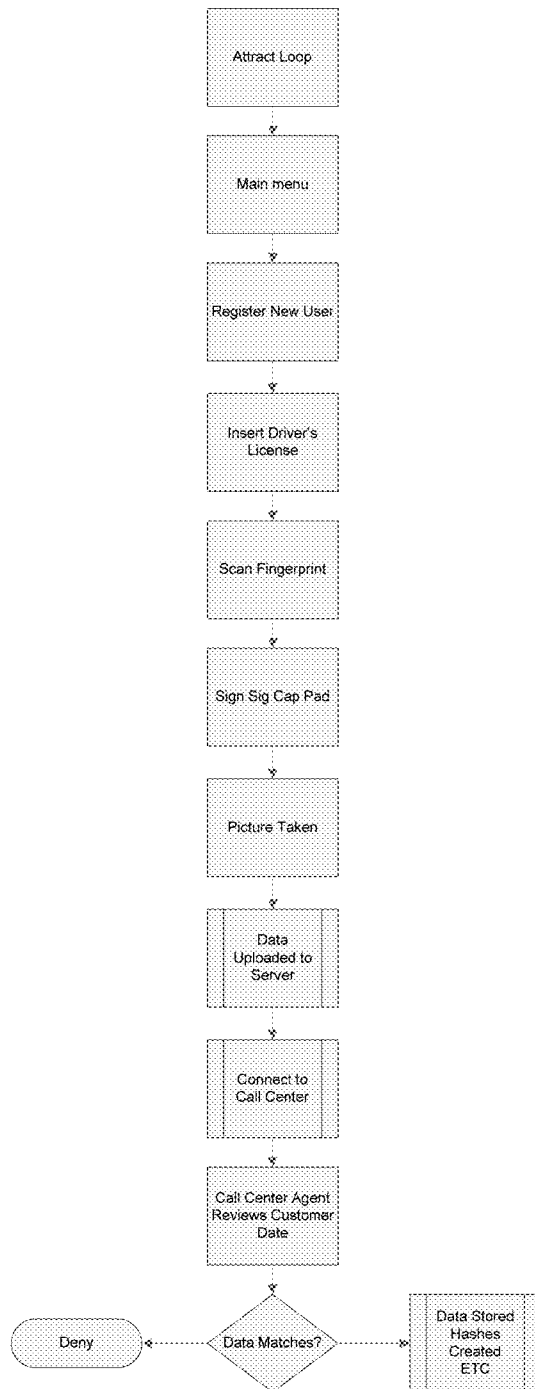 Attract Loop
Main menu
Register New User
Insert Driver's
License
Scan Fingerprint
Sign Sig Cap Pad
Picture Taken
Data
Uploaded to
Server
Connect to
Call Center
Call Center Agent
Reviews Customer
Date
Deny
Data Matches?
Data Stored
Hashes
Created
ETC